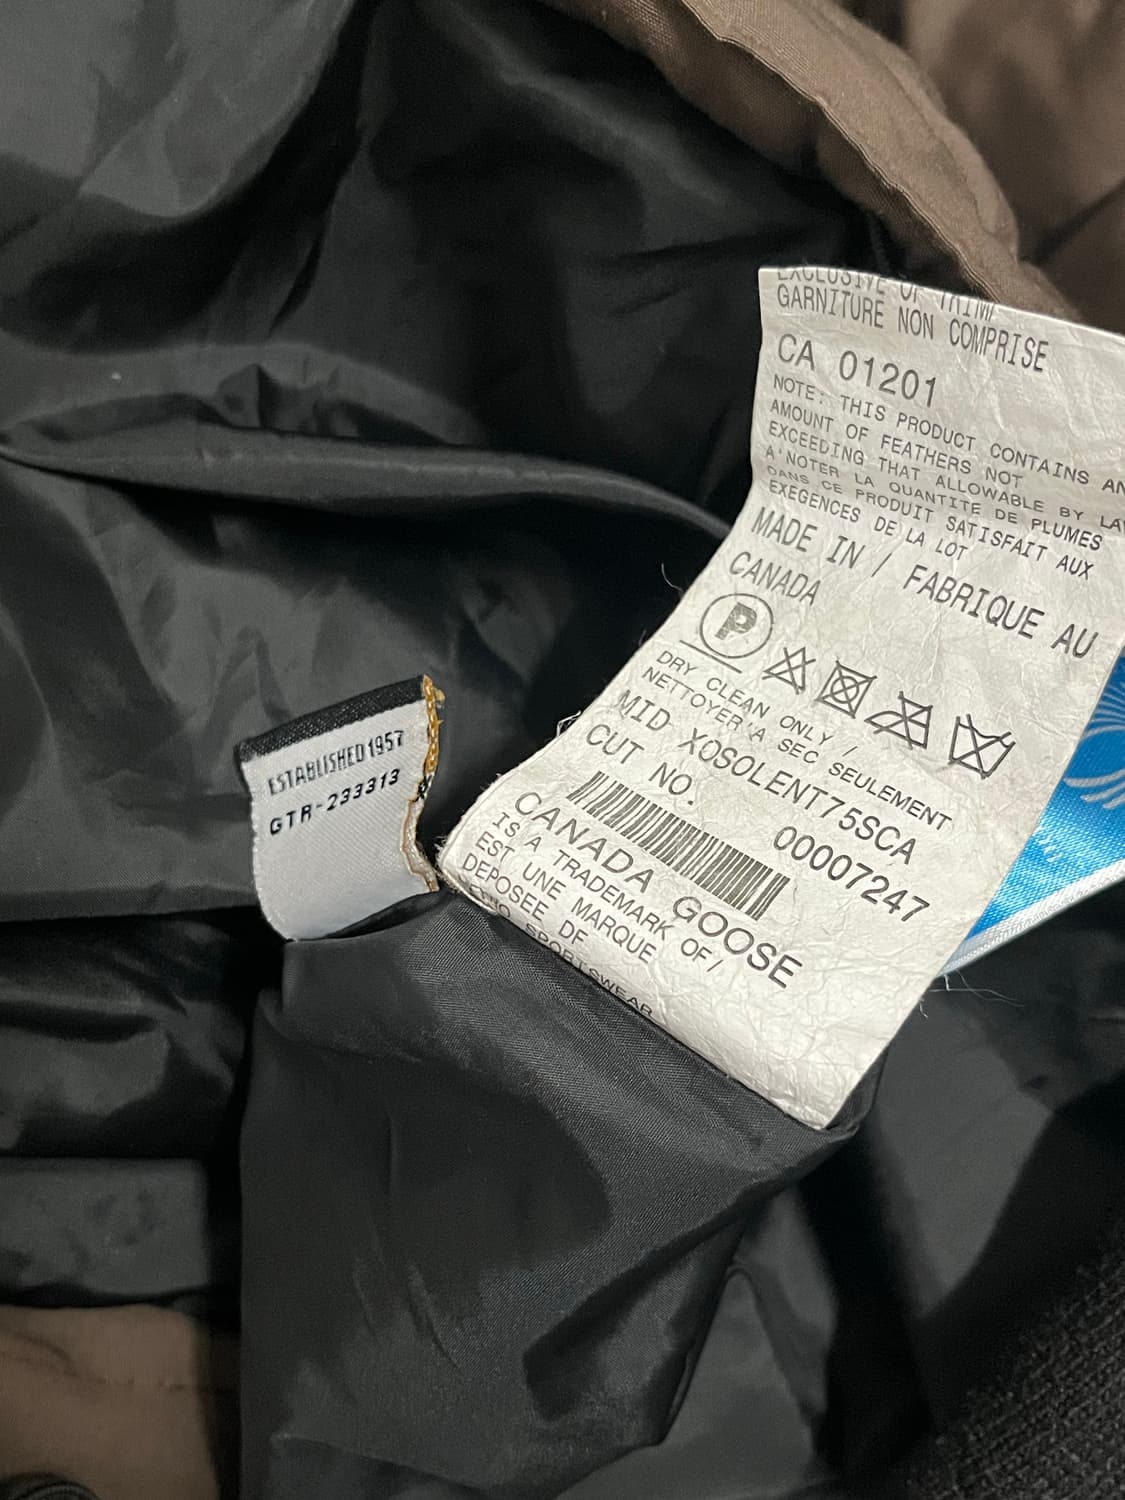 EXCLUSIVE OF TRIM/
GARNITURE NON COMPRISE
CA 01201
NOTE: THIS PRODUCT CONTAINS AN
AMOUNT OF FEATHERS NOT
EXCEEDING THAT ALLOWABLE BY LAW
A'NOTER LA QUANTITE DE PLUMES
DANS CE PRODUIT SATISFAIT AUX
EXEGENCES DE LA LOT
MADE IN / FABRIQUE AU
CANADA
P
DRY CLEAN ONLY /
NETTOYER'A SEC SEULEMENT
MID XOSOLENT75SCA
CUT NO. 00007247
CANADA GOOSE
IS A TRADEMARK OF/
EST UNE MARQUE
DEPOSEE DF
SPORTSWEAR
ESTABLISHED 1957
GTR-233313